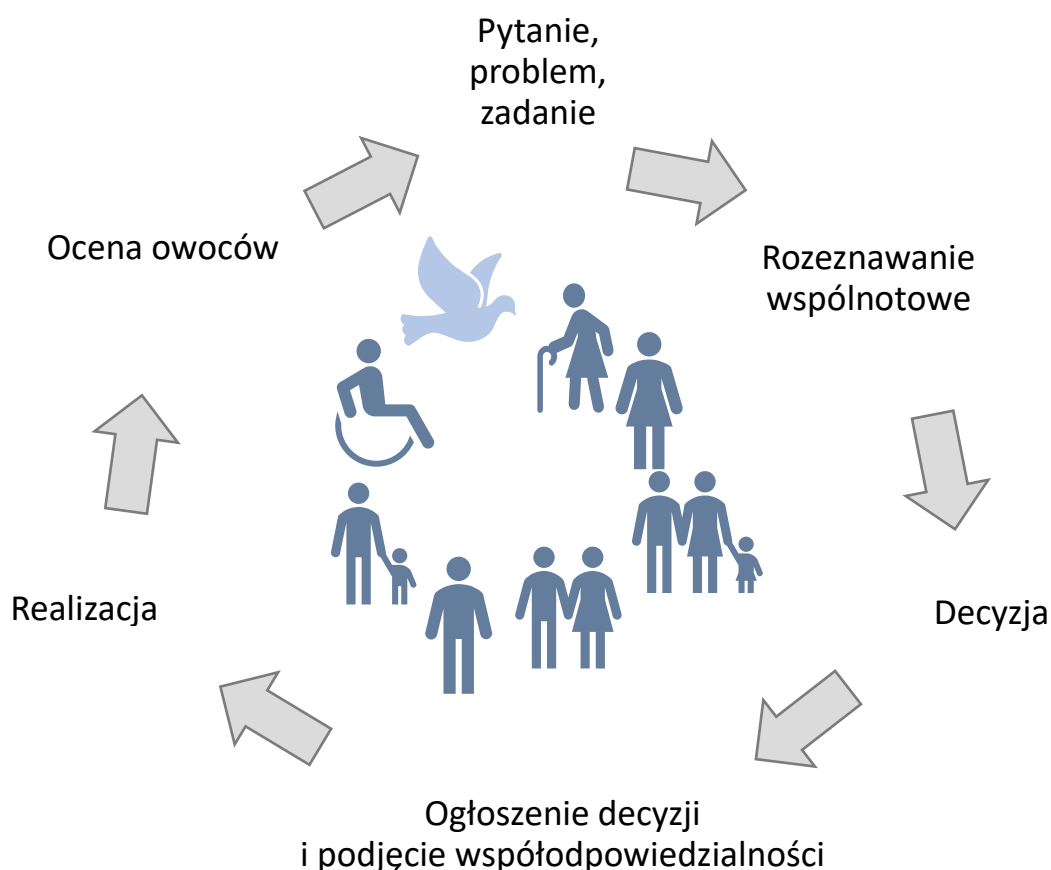 Pytanie,
problem,
zadanie
Rozeznawanie
wspólnotowe
Decyzja
Ogłoszenie decyzji
i podjęcie współodpowiedzialności
Realizacja
Ocena owoców